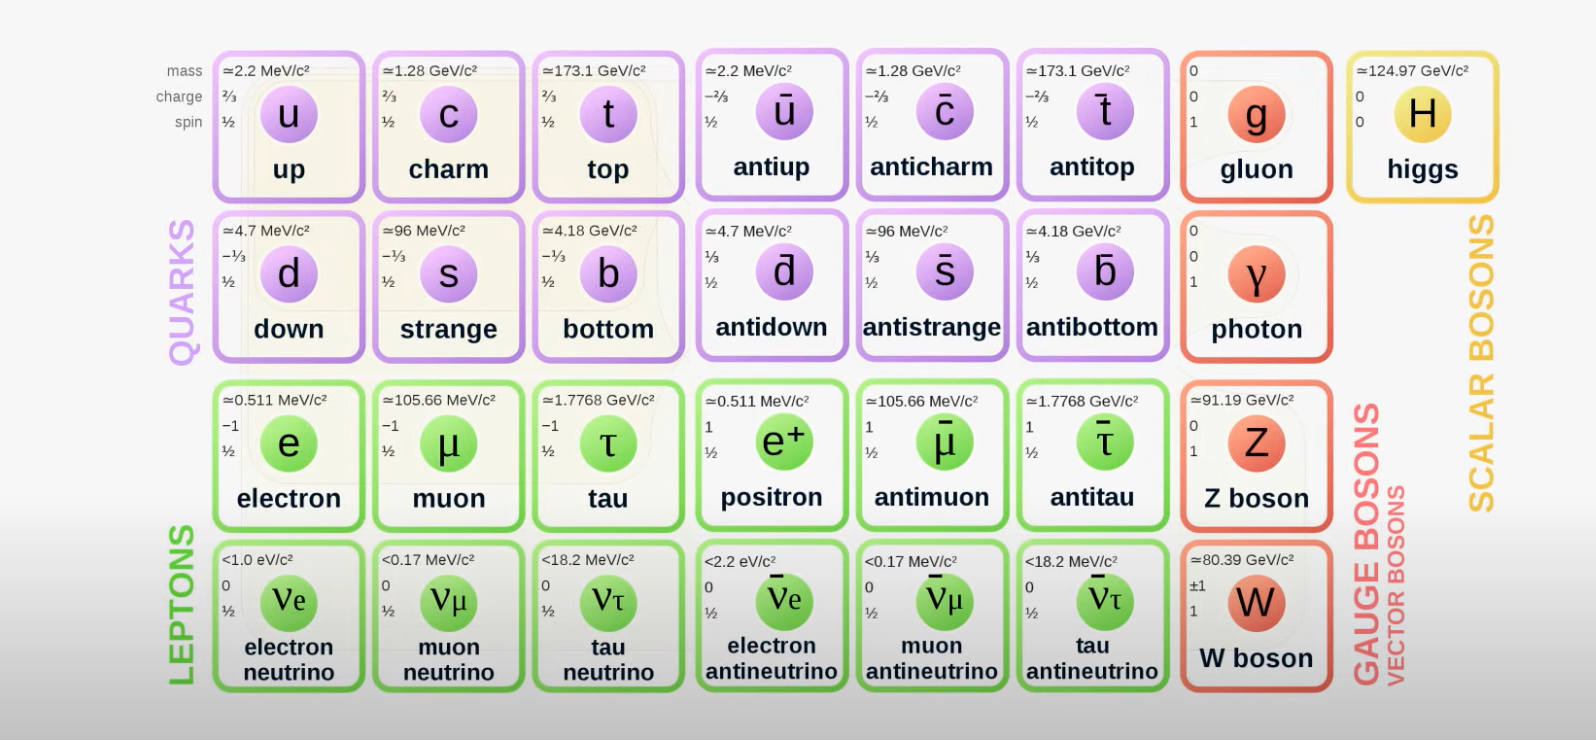 mass
charge
spin
≃2.2 MeV/c²
⅔
½
u
up
≃1.28 GeV/c²
⅔
½
c
charm
≃173.1 GeV/c²
⅔
½
t
top
≃2.2 MeV/c²
−⅔
½
ū
antiup
≃1.28 GeV/c²
−⅔
½
c̄
anticharm
≃173.1 GeV/c²
−⅔
½
t̄
antitop
0
0
1
g
gluon
≃124.97 GeV/c²
0
0
H
higgs
QUARKS
≃4.7 MeV/c²
−⅓
½
d
down
≃96 MeV/c²
−⅓
½
s
strange
≃4.18 GeV/c²
−⅓
½
b
bottom
≃4.7 MeV/c²
⅓
½
d̄
antidown
≃96 MeV/c²
⅓
½
s̄
antistrange
≃4.18 GeV/c²
⅓
½
b̄
antibottom
0
0
1
γ
photon
SCALAR BOSONS
≃0.511 MeV/c²
−1
½
e
electron
≃105.66 MeV/c²
−1
½
μ
muon
≃1.7768 GeV/c²
−1
½
τ
tau
≃0.511 MeV/c²
1
½
e⁺
positron
≃105.66 MeV/c²
1
½
μ̄
antimuon
≃1.7768 GeV/c²
1
½
τ̄
antitau
≃91.19 GeV/c²
0
1
Z
Z boson
LEPTONS
<1.0 eV/c²
0
½
νe
electron
neutrino
<0.17 MeV/c²
0
½
νμ
muon
neutrino
<18.2 MeV/c²
0
½
ντ
tau
neutrino
<2.2 eV/c²
0
½
ν̄e
electron
antineutrino
<0.17 MeV/c²
0
½
ν̄μ
muon
antineutrino
<18.2 MeV/c²
0
½
ν̄τ
tau
antineutrino
≃80.39 GeV/c²
±1
1
W
W boson
GAUGE BOSONS
VECTOR BOSONS